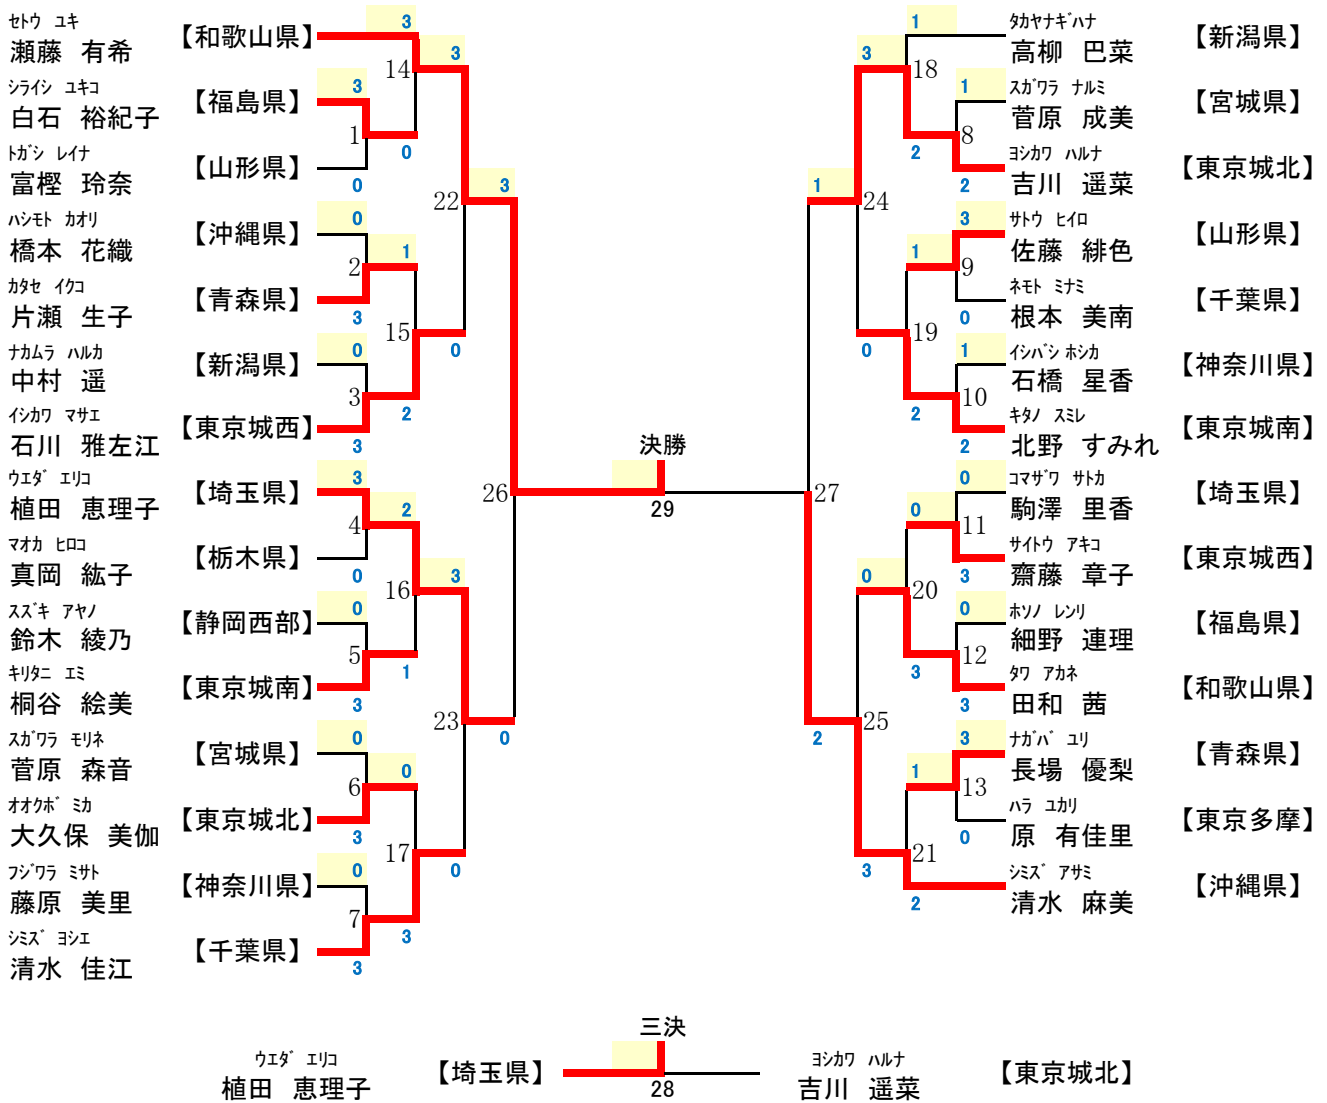 セトウ ユキ
瀬藤 有希 【和歌山県】 3
シライシ ユキコ
白石 裕紀子 【福島県】 3
トガシ レイナ
富樫 玲奈 【山形県】 0
ハシモト カオリ
橋本 花織 【沖縄県】 0
カタセ イクコ
片瀬 生子 【青森県】 3
ナカムラ ハルカ
中村 遥 【新潟県】 0
イシカワ マサエ
石川 雅左江 【東京城西】 3
ウエダ エリコ
植田 恵理子 【埼玉県】 3
マオカ ヒロコ
真岡 紘子 【栃木県】 0
スズキ アヤノ
鈴木 綾乃 【静岡西部】 0
キリタニ エミ
桐谷 絵美 【東京城南】 3
スガワラ モリネ
菅原 森音 【宮城県】 0
オオクボ ミカ
大久保 美伽 【東京城北】 3
フジワラ ミサト
藤原 美里 【神奈川県】 0
シミズ ヨシエ
清水 佳江 【千葉県】 3
1
2
3
4
5
6
7
0
1
2
2
1
0
3
14
15
16
17
3
0
3
0
22
23
3
0
26
決勝
29
27
1
2
24
25
3
0
0
3
18
19
20
21
2
1
2
0
3
1
8
9
10
11
12
13
タカヤナギハナ
1 高柳 巴菜 【新潟県】
スガワラ ナルミ
1 菅原 成美 【宮城県】
ヨシカワ ハルナ
2 吉川 遥菜 【東京城北】
サトウ ヒイロ
3 佐藤 緋色 【山形県】
ネモト ミナミ
0 根本 美南 【千葉県】
イシバシ ホシカ
1 石橋 星香 【神奈川県】
キタノ スミレ
2 北野 すみれ 【東京城南】
コマザワ サトカ
0 駒澤 里香 【埼玉県】
サイトウ アキコ
3 齋藤 章子 【東京城西】
ホソノ レンリ
0 細野 連理 【福島県】
タワ アカネ
3 田和 茜 【和歌山県】
ナガバ ユリ
3 長場 優梨 【青森県】
ハラ ユカリ
0 原 有佳里 【東京多摩】
シミズ アサミ
2 清水 麻美 【沖縄県】
三決
ウエダ エリコ
植田 恵理子 【埼玉県】
28
ヨシカワ ハルナ
吉川 遥菜 【東京城北】